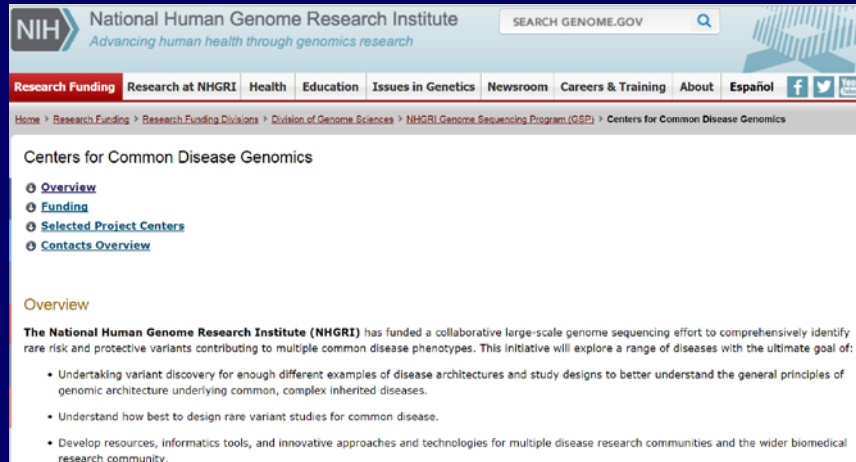 NIH
National Human Genome Research Institute
Advancing human health through genomics research
SEARCH GENOME.GOV
Research Funding Research at NHGRI Health Education Issues in Genetics Newsroom Careers & Training About Español
Home > Research Funding > Research Funding Divisions > Division of Genome Sciences > NHGRI Genome Sequencing Program (GSP) > Centers for Common Disease Genomics
Centers for Common Disease Genomics
Overview
Funding
Selected Project Centers
Contacts Overview
Overview
The National Human Genome Research Institute (NHGRI) has funded a collaborative large-scale genome sequencing effort to comprehensively identify
rare risk and protective variants contributing to multiple common disease phenotypes. This initiative will explore a range of diseases with the ultimate goal of:
• Undertaking variant discovery for enough different examples of disease architectures and study designs to better understand the general principles of
genomic architecture underlying common, complex inherited diseases.
• Understand how best to design rare variant studies for common disease.
• Develop resources, informatics tools, and innovative approaches and technologies for multiple disease research communities and the wider biomedical
research community.